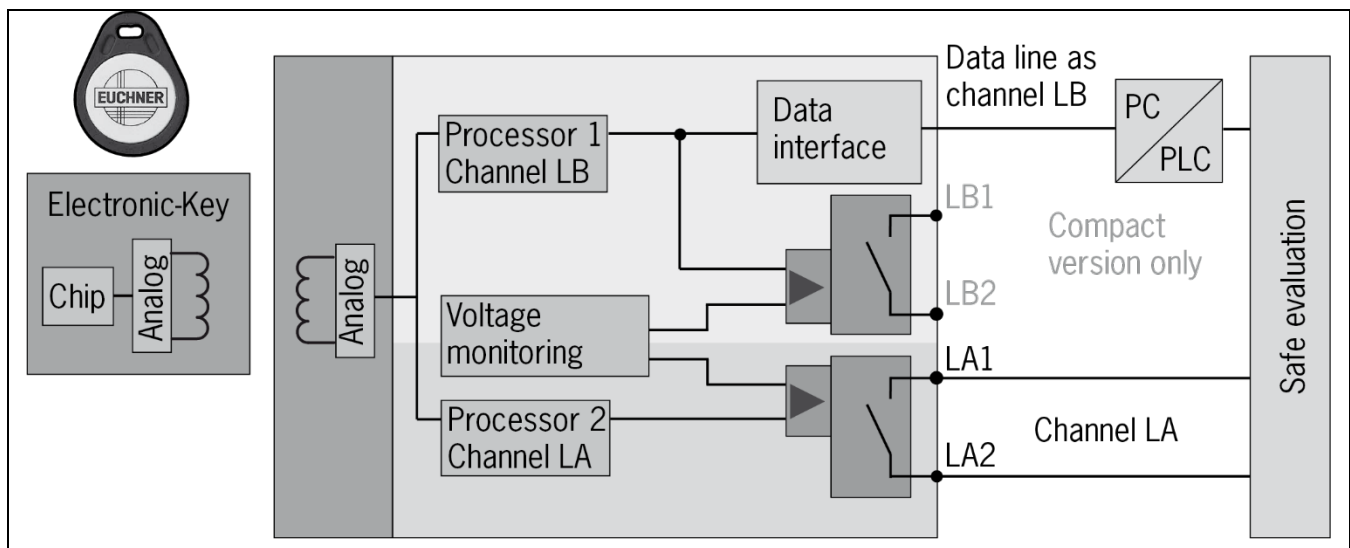 EUCHNER
Electronic-Key
Chip
Analog
Analog
Processor 1
Channel LB
Voltage
monitoring
Processor 2
Channel LA
Data
interface
Data line as
channel LB
PC
PLC
LB1
LB2
Compact
version only
LA1
LA2
Channel LA
Safe evaluation